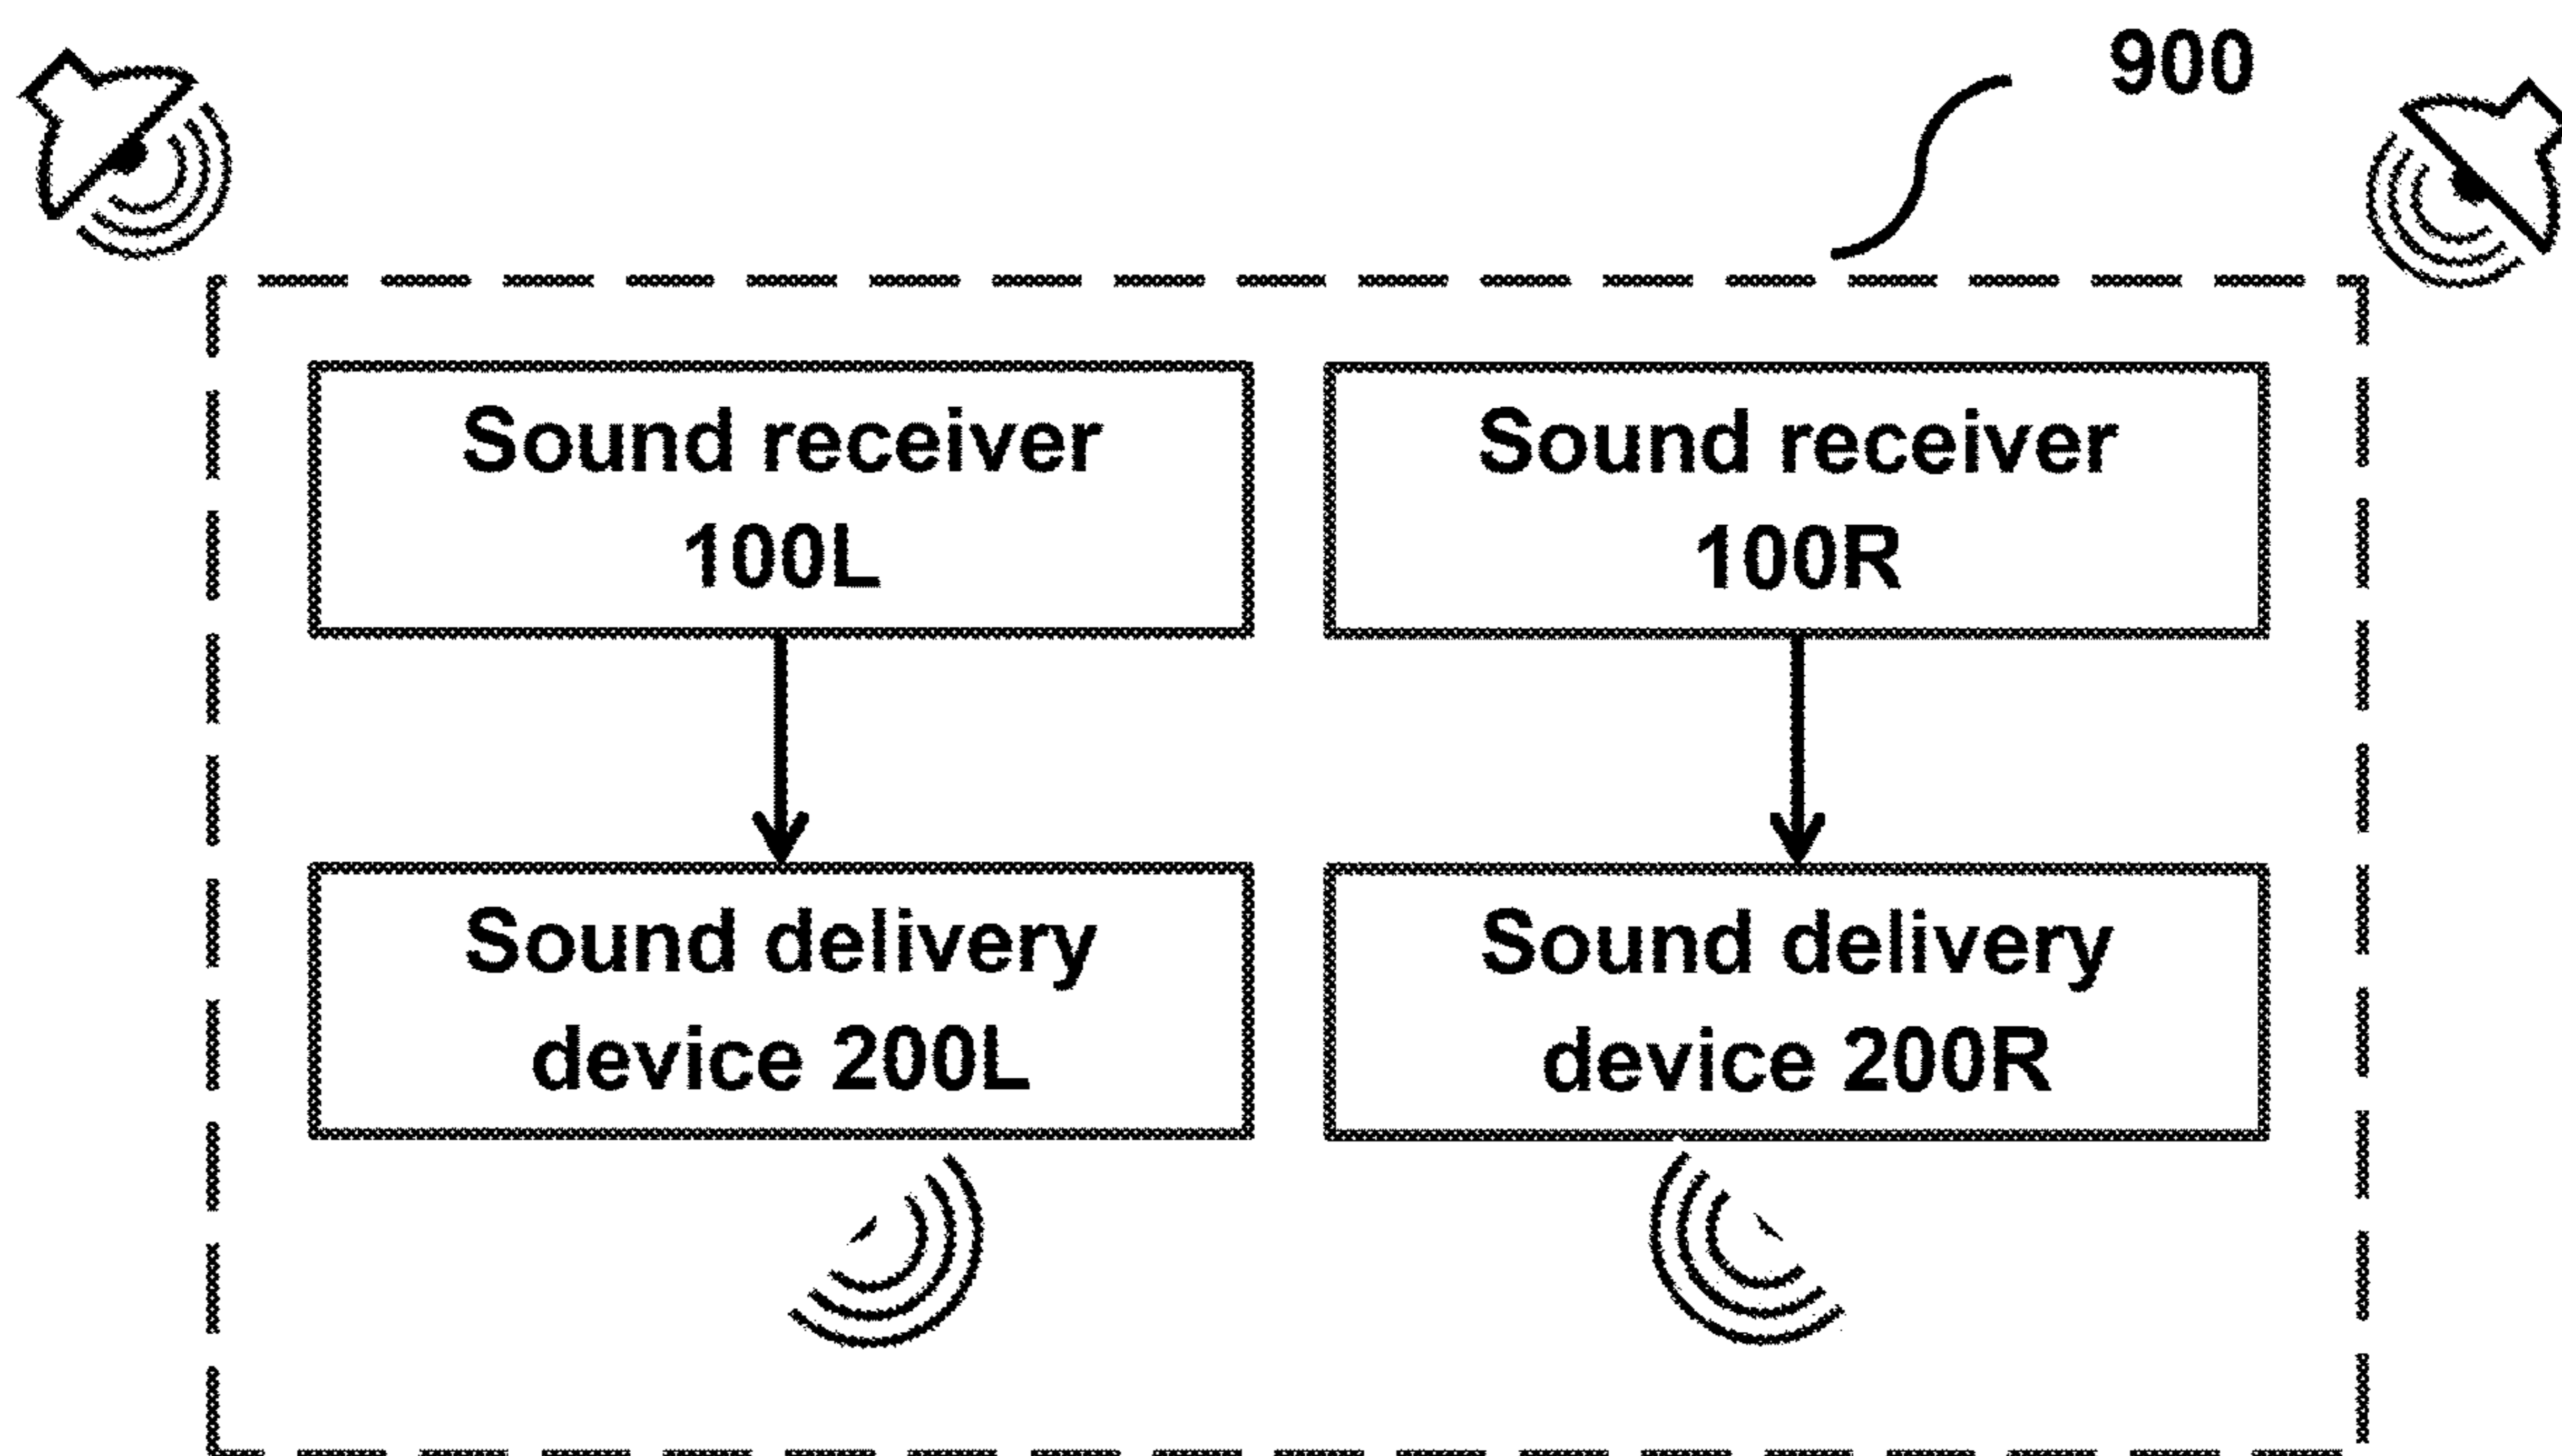 900
Sound receiver
100L
Sound receiver
100R
Sound delivery
device 200L
Sound delivery
device 200R